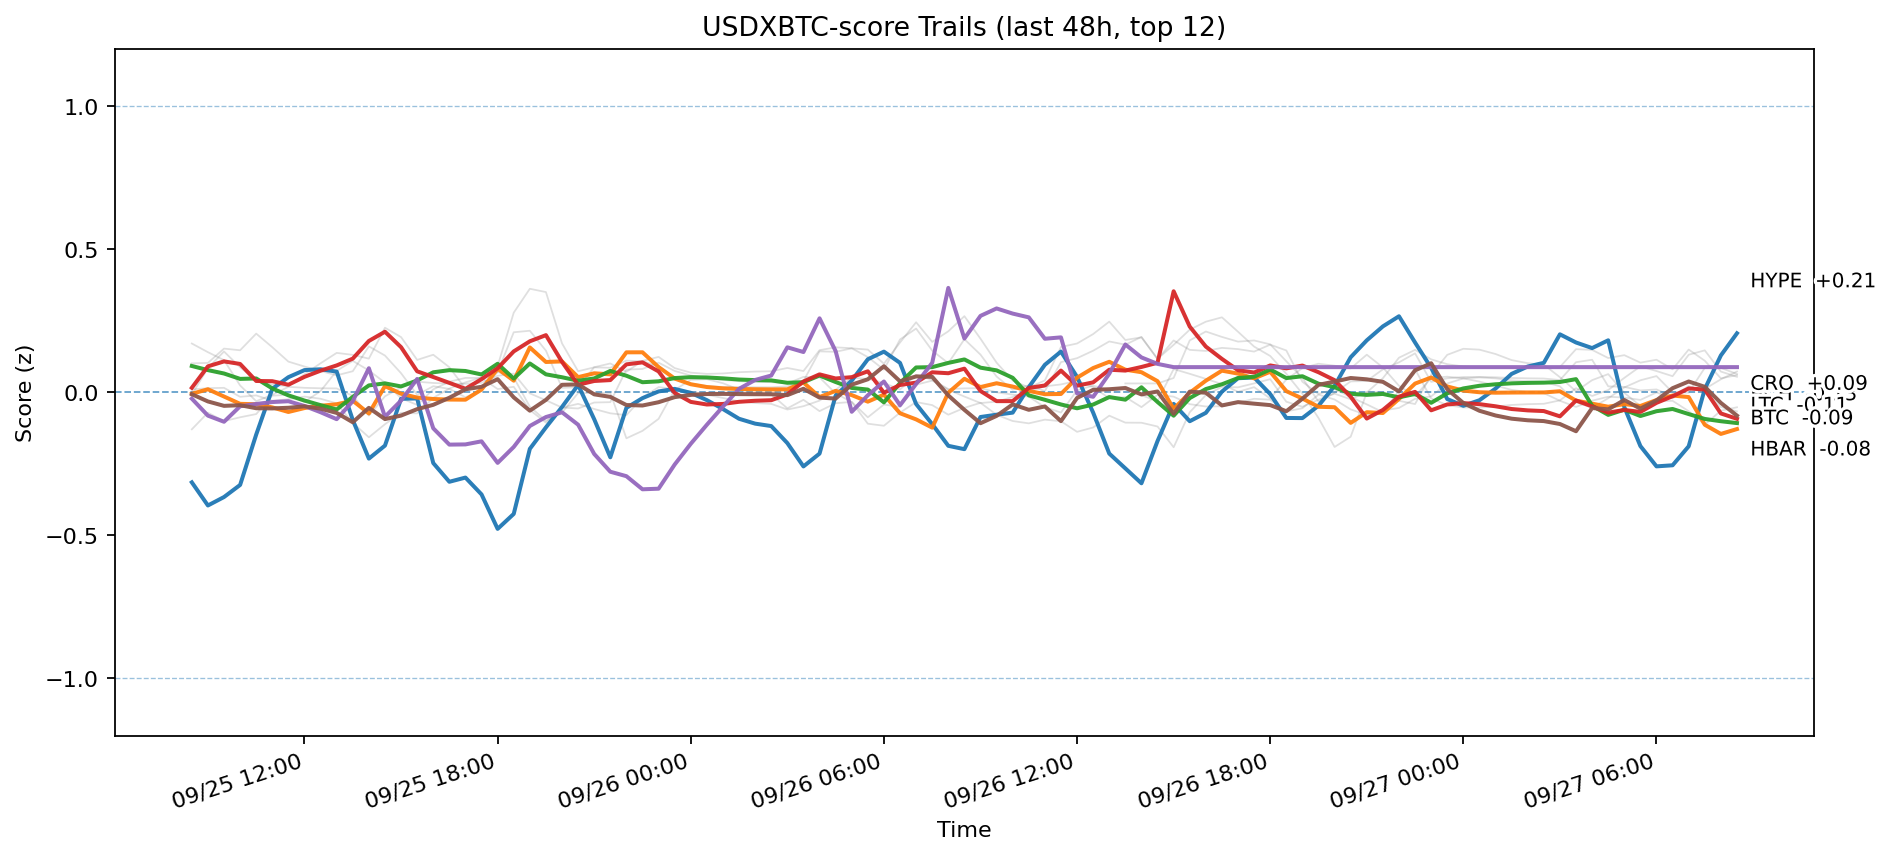 USDXBTC-score Trails (last 48h, top 12)
Score (z)
1.0
0.5
0.0
−0.5
−1.0
HYPE +0.21
CRO +0.09
LTC -0.11
BTC -0.09
HBAR -0.08
09/25 12:00
09/25 18:00
09/26 00:00
09/26 06:00
09/26 12:00
09/26 18:00
09/27 00:00
09/27 06:00
Time